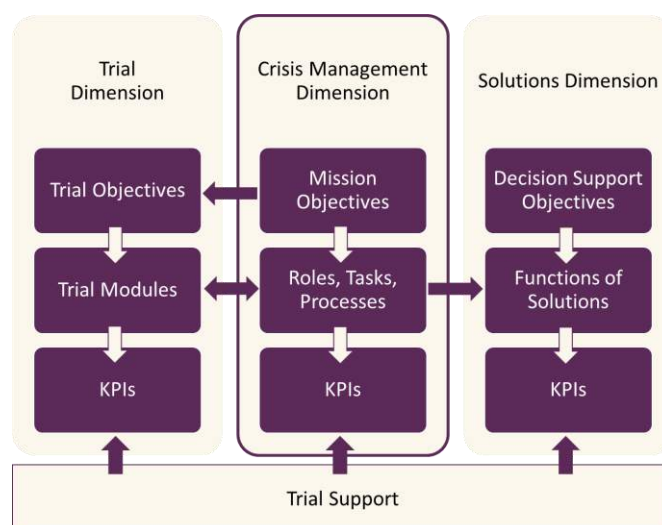 Trial
Dimension
Trial Objectives
Trial Modules
KPIs
Crisis Management
Dimension
Mission
Objectives
Roles, Tasks,
Processes
KPIs
Solutions Dimension
Decision Support
Objectives
Functions of
Solutions
KPIs
Trial Support